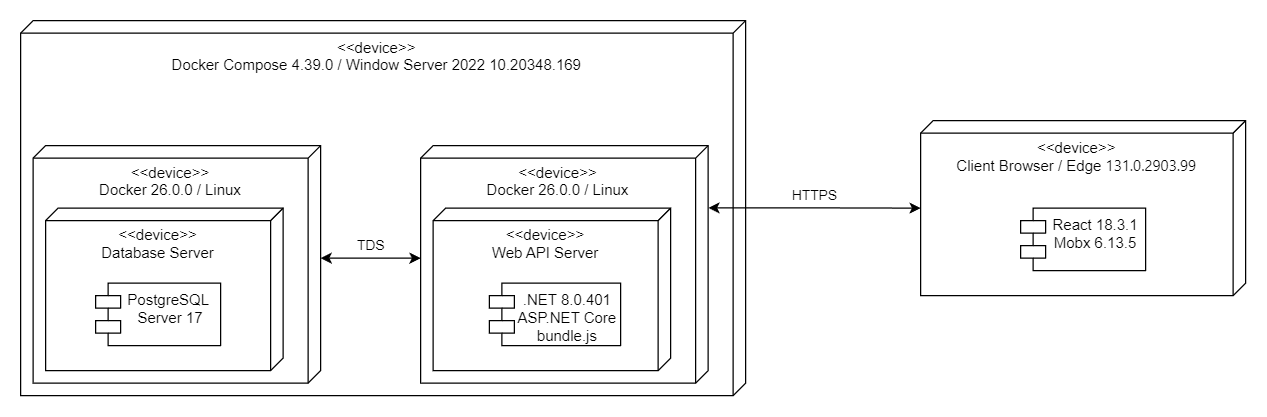 <<device>>
Docker Compose 4.39.0 / Window Server 2022 10.20348.169
<<device>>
Docker 26.0.0 / Linux
<<device>>
Database Server
PostgreSQL
Server 17
TDS
<<device>>
Docker 26.0.0 / Linux
<<device>>
Web API Server
.NET 8.0.401
ASP.NET Core
bundle.js
HTTPS
<<device>>
Client Browser / Edge 131.0.2903.99
React 18.3.1
Mobx 6.13.5